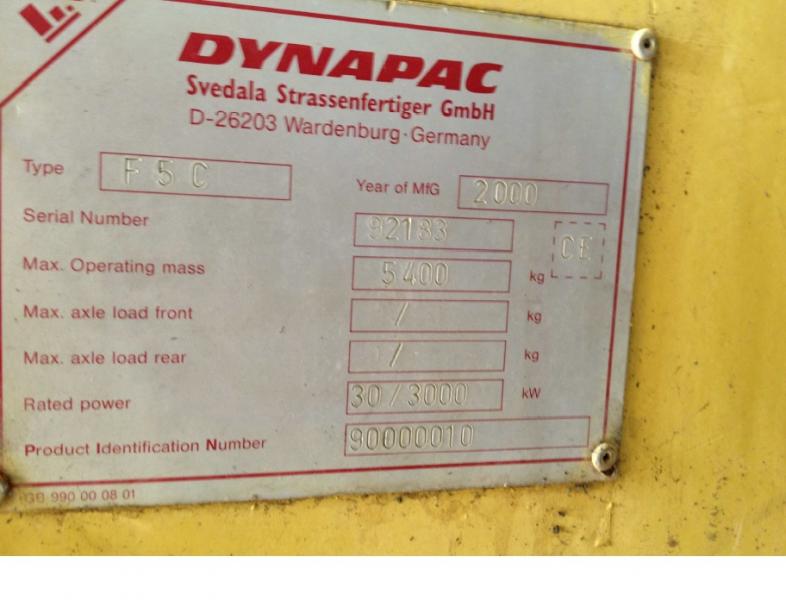 DYNAPAC
Svedala Strassenfertiger GmbH
D-26203 Wardenburg·Germany
Type F 5 C
Year of MfG 2000
Serial Number 92183
CE
Max. Operating mass 5400 kg
Max. axle load front / kg
Max. axle load rear / kg
Rated power 30/3000 kW
Product Identification Number 90000010
990 00 08 01